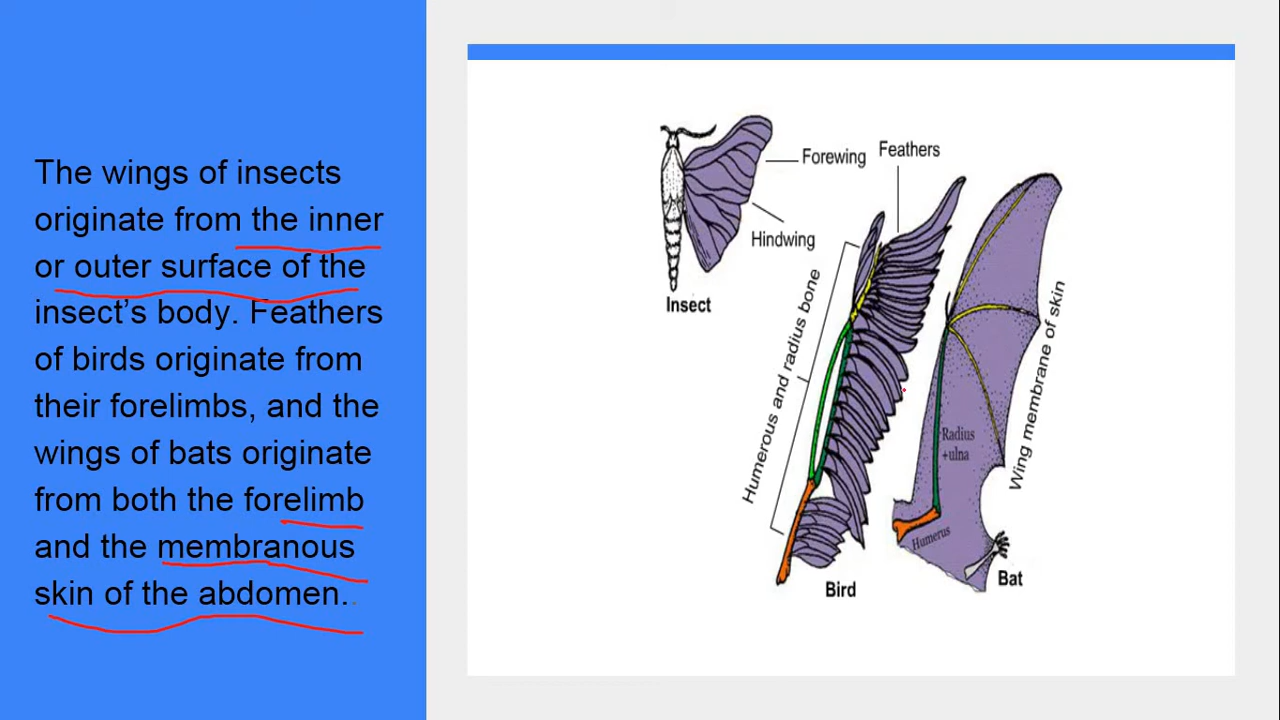 The wings of insects
originate from the inner
or outer surface of the
insect’s body. Feathers
of birds originate from
their forelimbs, and the
wings of bats originate
from both the forelimb
and the membranous
skin of the abdomen..
Forewing
Feathers
Hindwing
Insect
Humerous and radius bone
Wing membrane of skin
Radius
+ulna
Humerus
Bird
Bat